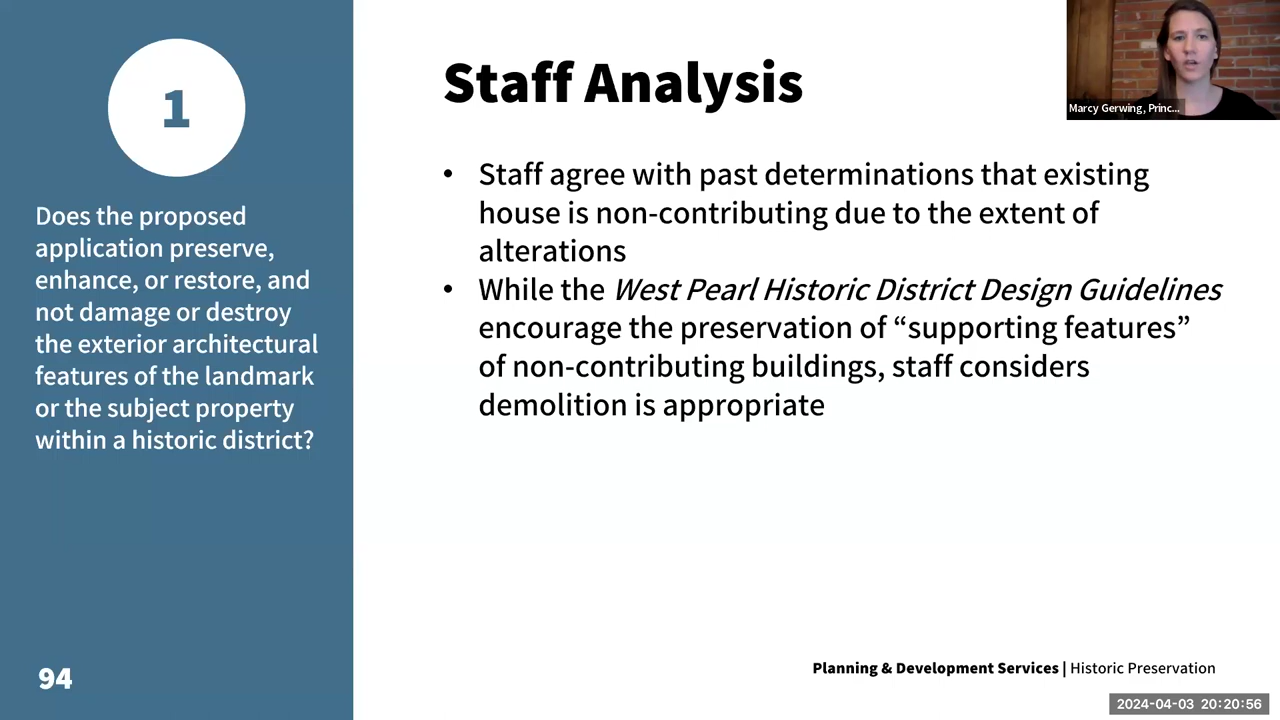 1
Does the proposed
application preserve,
enhance, or restore, and
not damage or destroy
the exterior architectural
features of the landmark
or the subject property
within a historic district?
94
Staff Analysis
• Staff agree with past determinations that existing
house is non-contributing due to the extent of
alterations
• While the West Pearl Historic District Design Guidelines
encourage the preservation of “supporting features”
of non-contributing buildings, staff considers
demolition is appropriate
Marcy Gerwing, Princ...
Planning & Development Services | Historic Preservation
2024-04-03 20:20:56